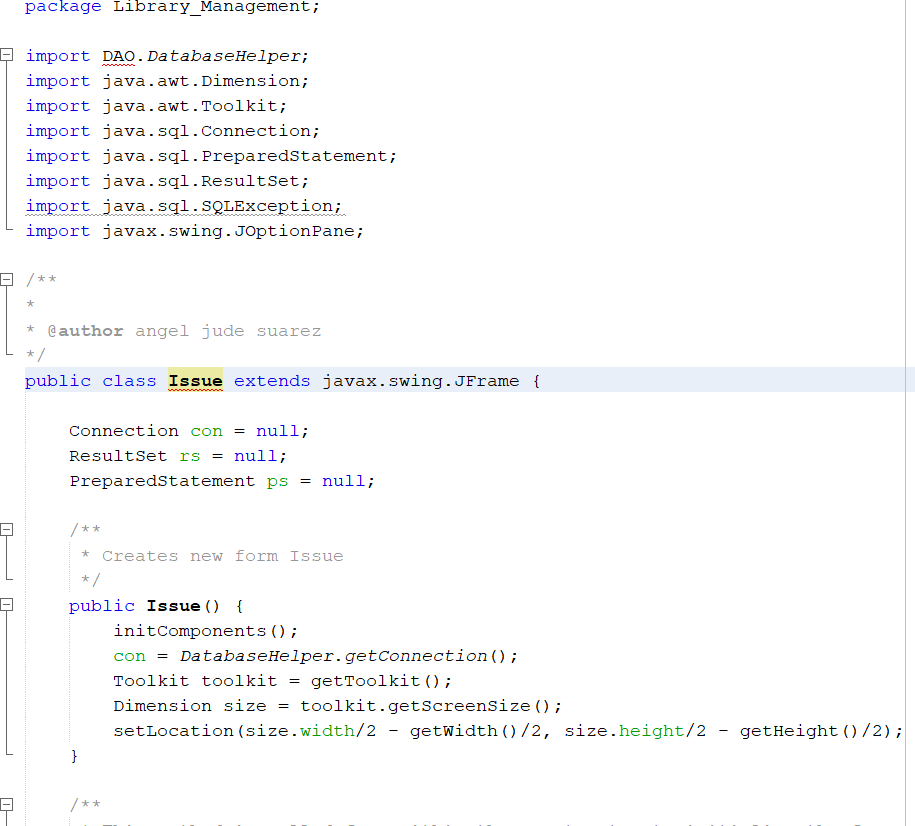 package Library_Management;
import DAO.DatabaseHelper;
import java.awt.Dimension;
import java.awt.Toolkit;
import java.sql.Connection;
import java.sql.PreparedStatement;
import java.sql.ResultSet;
import java.sql.SQLException;
import javax.swing.JOptionPane;
/**
*
* @author angel jude suarez
*/
public class Issue extends javax.swing.JFrame {
Connection con = null;
ResultSet rs = null;
PreparedStatement ps = null;
/**
* Creates new form Issue
*/
public Issue() {
initComponents();
con = DatabaseHelper.getConnection();
Toolkit toolkit = getToolkit();
Dimension size = toolkit.getScreenSize();
setLocation(size.width/2 - getWidth()/2, size.height/2 - getHeight()/2);
}
/**